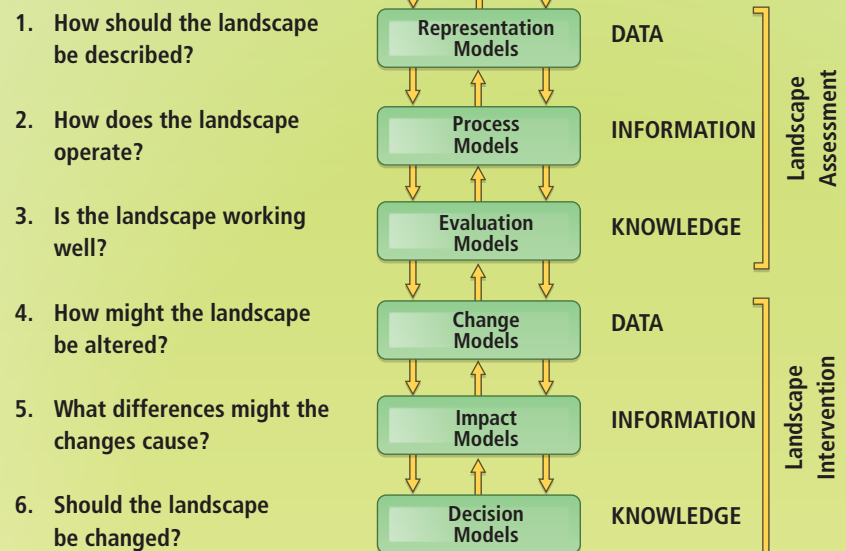 1. How should the landscape
be described?
Representation
Models
DATA
2. How does the landscape
operate?
Process
Models
INFORMATION
3. Is the landscape working
well?
Evaluation
Models
KNOWLEDGE
Landscape
Assessment
4. How might the landscape
be altered?
Change
Models
DATA
5. What differences might the
changes cause?
Impact
Models
INFORMATION
6. Should the landscape
be changed?
Decision
Models
KNOWLEDGE
Landscape
Intervention